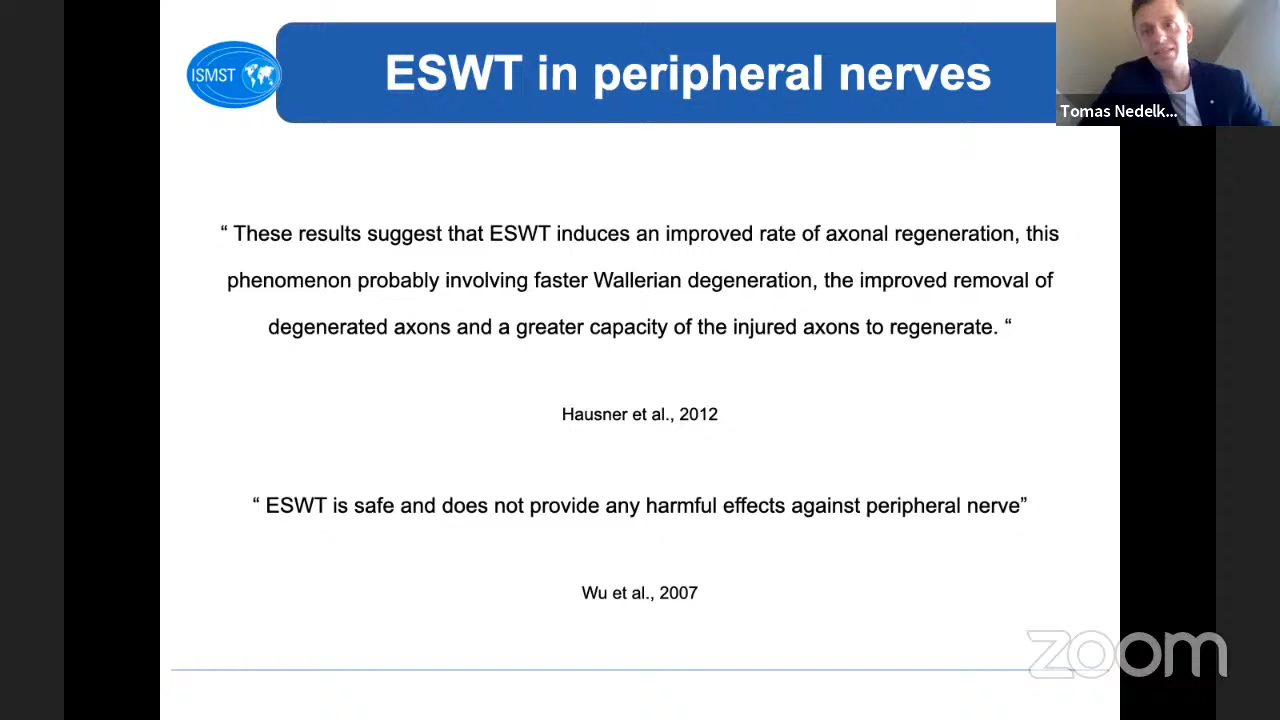 ISMST
ESWT in peripheral nerves
Tomas Nedelk...
“ These results suggest that ESWT induces an improved rate of axonal regeneration, this
phenomenon probably involving faster Wallerian degeneration, the improved removal of
degenerated axons and a greater capacity of the injured axons to regenerate. “
Hausner et al., 2012
“ ESWT is safe and does not provide any harmful effects against peripheral nerve”
Wu et al., 2007
zoom